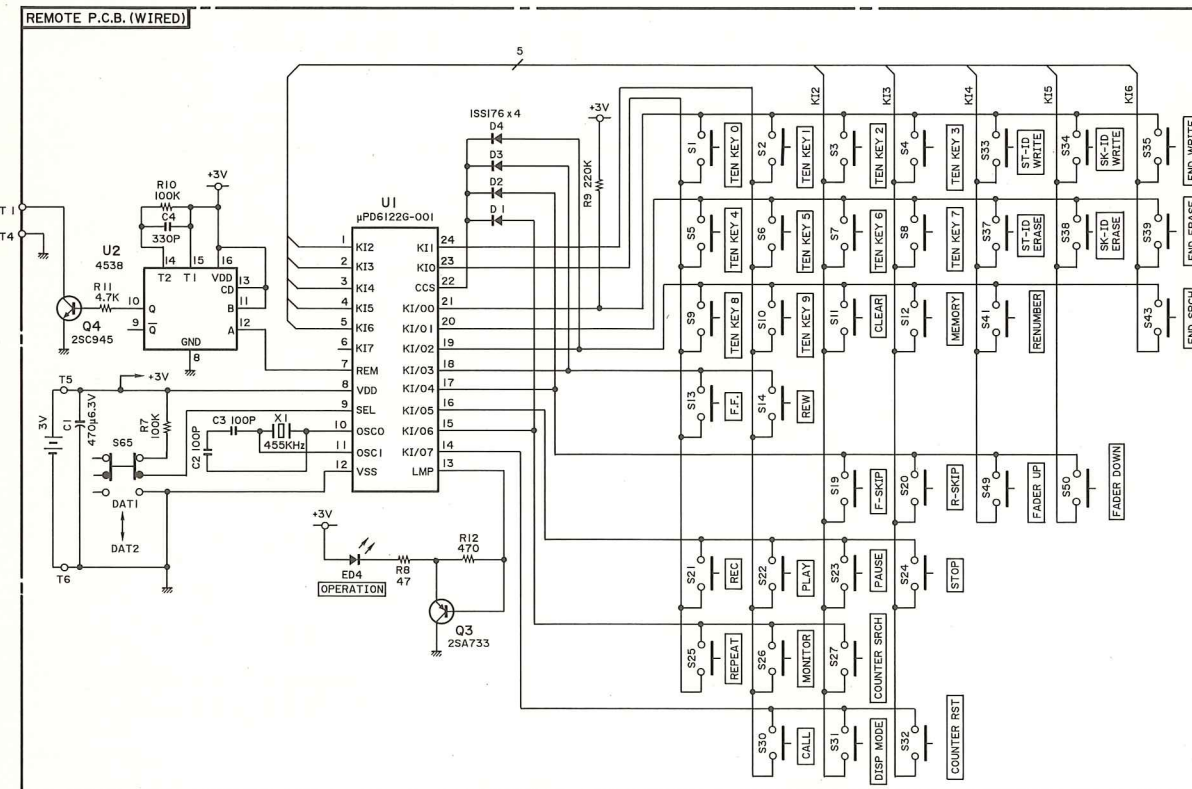 REMOTE P.C.B. (WIRED)
5
KI2
KI3
KI4
KI5
KI6
1SS176 x 4
D4
D3
D2
D1
+3V
R9 220K
S1
TEN KEY 0
S2
TEN KEY 1
S3
TEN KEY 2
S4
TEN KEY 3
S33
ST-ID
WRITE
S34
SK-ID
WRITE
S35
END WRITE
S5
TEN KEY 4
S6
TEN KEY 5
S7
TEN KEY 6
S8
TEN KEY 7
S37
ST-ID
ERASE
S38
SK-ID
ERASE
S39
END ERASE
S9
TEN KEY 8
S10
TEN KEY 9
S11
CLEAR
S12
MEMORY
S41
RENUMBER
S43
END SRCH
S13
F.F.
S14
REW
S19
F-SKIP
S20
R-SKIP
S49
FADER UP
S50
FADER DOWN
S21
REC
S22
PLAY
S23
PAUSE
S24
STOP
S25
REPEAT
S26
MONITOR
S27
COUNTER SRCH
S30
CALL
S31
DISP MODE
S32
COUNTER RST
T1
T4
R10
100K
C4
330P
+3V
U2
4538
14
15
16
T2
T1
VDD
CD
13
B
11
A
12
10
Q
9
Q̅
GND
8
R11
4.7K
Q4
2SC945
U1
µPD6122G-001
1
KI2
2
KI3
3
KI4
4
KI5
5
KI6
6
KI7
7
REM
8
VDD
9
SEL
10
OSCO
11
OSCI
12
VSS
KI1
24
KI0
23
CCS
22
KI/O0
21
KI/O1
20
KI/O2
19
KI/O3
18
KI/O4
17
KI/O5
16
KI/O6
15
KI/O7
14
LMP
13
T5
+3V
3V
C1
470µ6.3V
R7
100K
S65
DAT1
DAT2
T6
C3 100P
C2 100P
X1
455KHz
+3V
ED4
OPERATION
R8
47
R12
470
Q3
2SA733